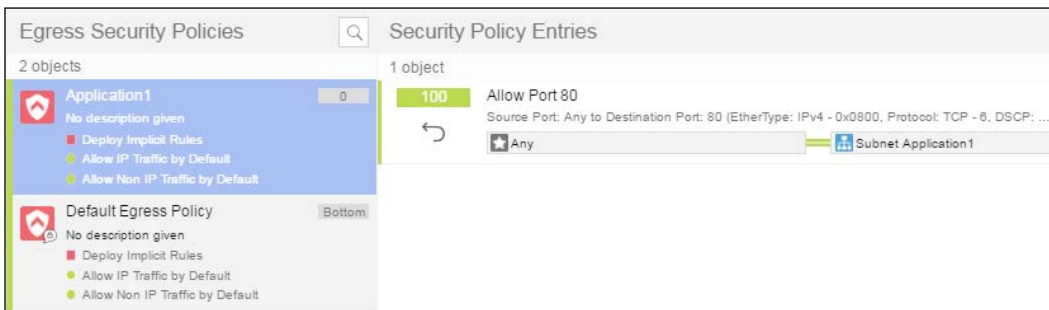 Egress Security Policies
2 objects
Application1
0
No description given
Deploy Implicit Rules
Allow IP Traffic by Default
Allow Non IP Traffic by Default
Default Egress Policy
Bottom
No description given
Deploy Implicit Rules
Allow IP Traffic by Default
Allow Non IP Traffic by Default
Security Policy Entries
1 object
100
Allow Port 80
Source Port: Any to Destination Port: 80 (EtherType: IPv4 - 0x0800, Protocol: TCP - 6, DSCP: ...
Any
Subnet Application1